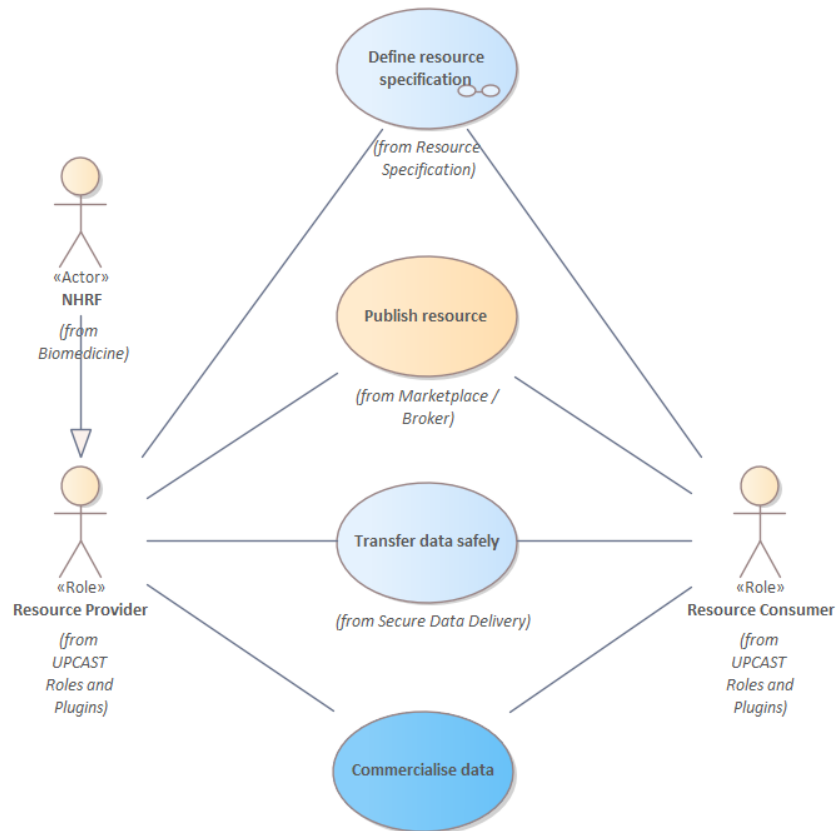 Define resource
specification
(from Resource
Specification)
«Actor»
NHRF
(from
Biomedicine)
Publish resource
(from Marketplace /
Broker)
Transfer data safely
(from Secure Data Delivery)
«Role»
Resource Provider
(from
UPCAST
Roles and
Plugins)
«Role»
Resource Consumer
(from
UPCAST
Roles and
Plugins)
Commercialise data